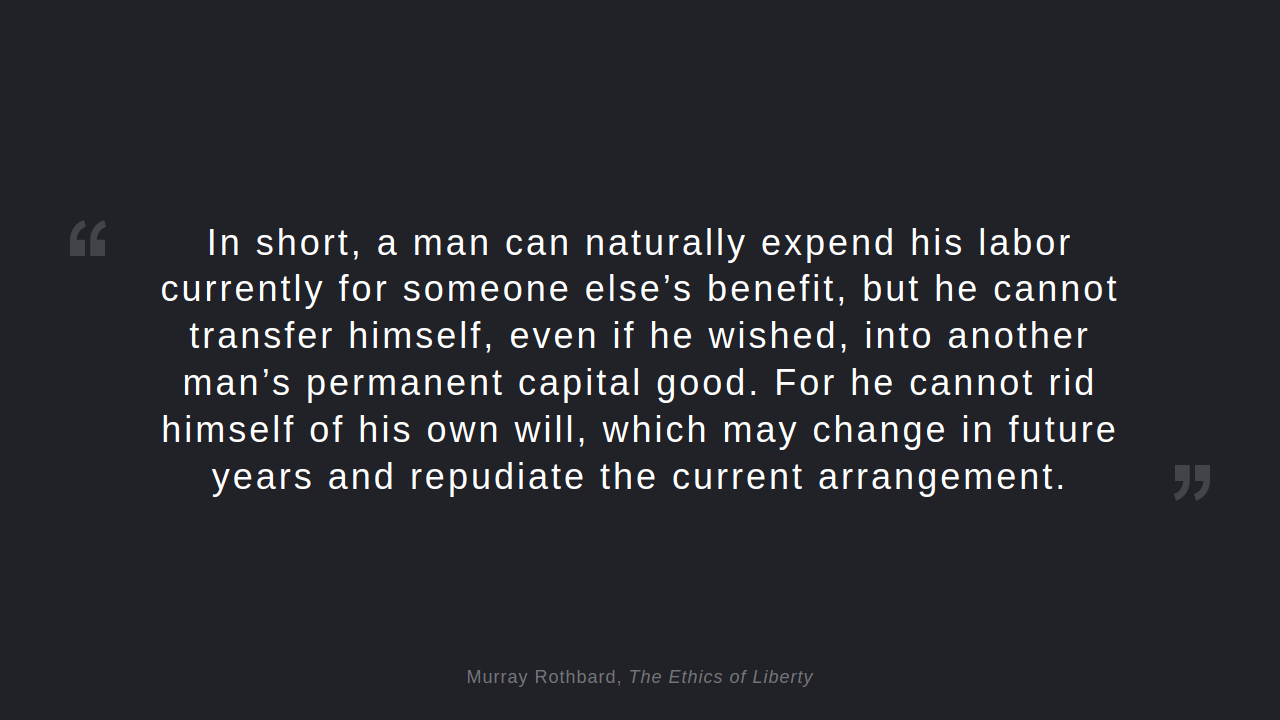 “
In short, a man can naturally expend his labor
currently for someone else’s benefit, but he cannot
transfer himself, even if he wished, into another
man’s permanent capital good. For he cannot rid
himself of his own will, which may change in future
years and repudiate the current arrangement.
”
Murray Rothbard, The Ethics of Liberty